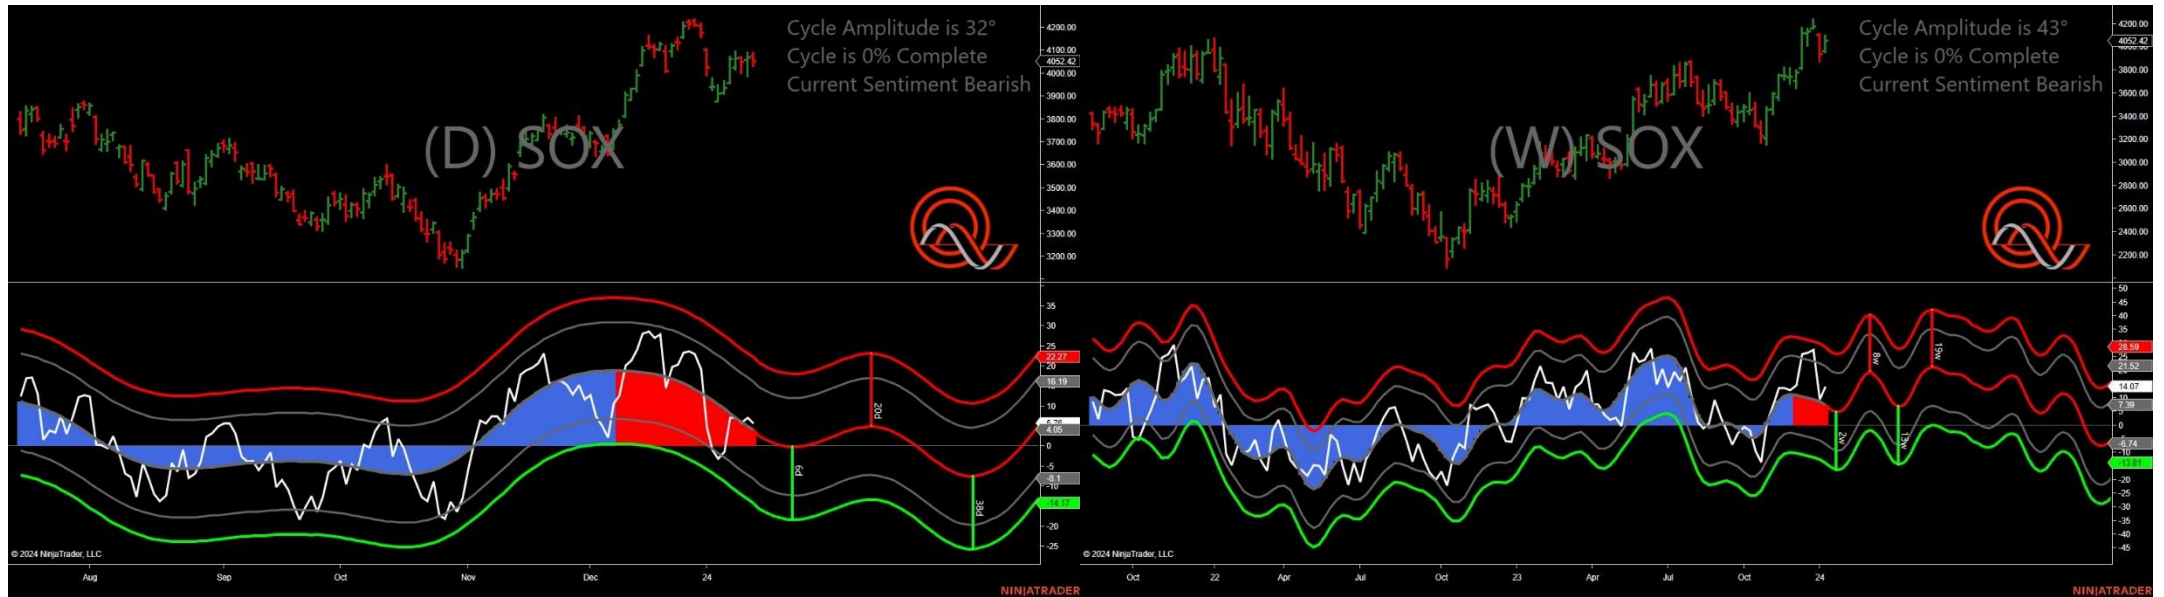 Cycle Amplitude is 32°
Cycle is 0% Complete
Current Sentiment Bearish
(D) SOX
4200.00
4100.00
4052.42
4000.00
3900.00
3800.00
3700.00
3600.00
3500.00
3400.00
3300.00
3200.00
35
30
25
22.27
20
16.19
10
4.05
0
-5
-8.1
-10
-14.17
-20
-25
6d
20d
38d
© 2024 NinjaTrader, LLC
Aug
Sep
Oct
Nov
Dec
24
NINJATRADER
Cycle Amplitude is 43°
Cycle is 0% Complete
Current Sentiment Bearish
(W) SOX
4200.00
4052.42
3800.00
3600.00
3400.00
3200.00
3000.00
2800.00
2600.00
2400.00
2200.00
50
45
40
35
28.59
25
21.52
14.07
10
7.39
5
0
-6.74
-10
-13.81
-20
-25
-30
-35
-40
-45
2w
8w
13w
19w
© 2024 NinjaTrader, LLC
Oct
22
Apr
Jul
Oct
23
Apr
Jul
Oct
24
NINJATRADER